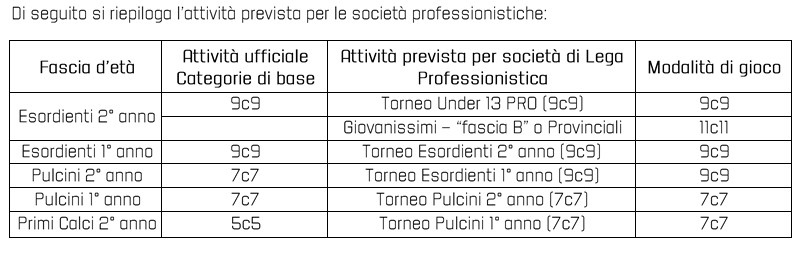 Di seguito si riepiloga l'attività prevista per le società professionistiche:
Fascia d'età | Attività ufficiale Categorie di base | Attività prevista per società di Lega Professionistica | Modalità di gioco
Esordienti 2° anno | 9c9 | Torneo Under 13 PRO (9c9) | 9c9
Giovanissimi – "fascia B" o Provinciali | 11c11
Esordienti 1° anno | 9c9 | Torneo Esordienti 2° anno (9c9) | 9c9
Pulcini 2° anno | 7c7 | Torneo Esordienti 1° anno (9c9) | 9c9
Pulcini 1° anno | 7c7 | Torneo Pulcini 2° anno (7c7) | 7c7
Primi Calci 2° anno | 5c5 | Torneo Pulcini 1° anno (7c7) | 7c7